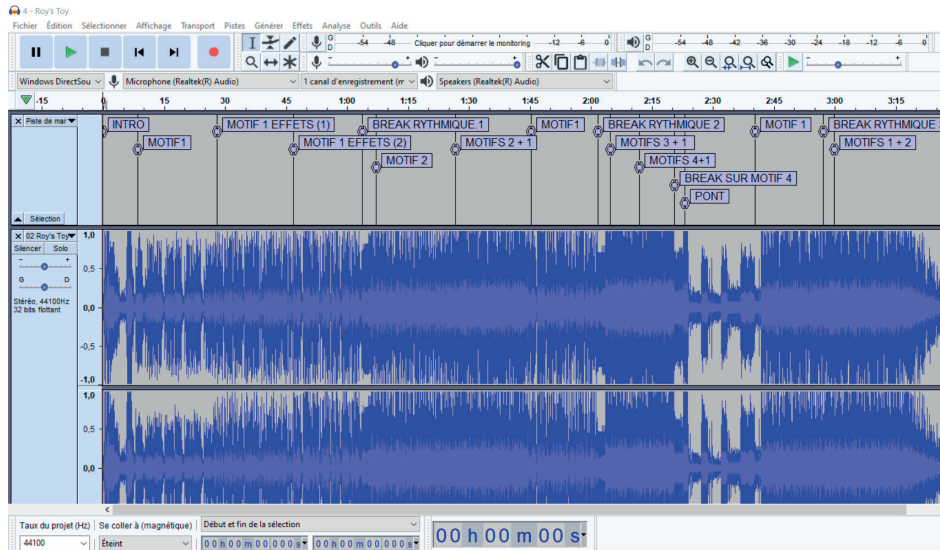 4 - Roy's Toy
Fichier Édition Sélectionner Affichage Transport Pistes Générer Effets Analyse Outils Aide
G D -54 -48 Cliquer pour démarrer le monitoring -12 -6 0 G D -54 -48 -42 -36 -30 -24 -18 -12 -6 0
Windows DirectSou Microphone (Realtek(R) Audio) 1 canal d'enregistrement (m Speakers (Realtek(R) Audio)
-15 0 15 30 45 1:00 1:15 1:30 1:45 2:00 2:15 2:30 2:45 3:00 3:15
Piste de mar
INTRO MOTIF 1 EFFETS (1) BREAK RYTHMIQUE 1 MOTIF1 BREAK RYTHMIQUE 2 MOTIF 1 BREAK RYTHMIQUE
MOTIF1 MOTIF 1 EFFETS (2) MOTIFS 2 + 1 MOTIFS 3 + 1 MOTIFS 1 + 2
MOTIF 2 MOTIFS 4+1
BREAK SUR MOTIF 4
PONT
Sélection
02 Roy's Toy
Silencer Solo
- +
G D
Stéréo, 44100Hz
32 bits flottant
1,0
0,5
0,0
-0,5
-1,0
1,0
0,5
0,0
Taux du projet (Hz) Se coller à (magnétique) Début et fin de la sélection
44100 Éteint 00 h 00 m 00,000 s 00 h 00 m 00,000 s
00 h 00 m 00 s